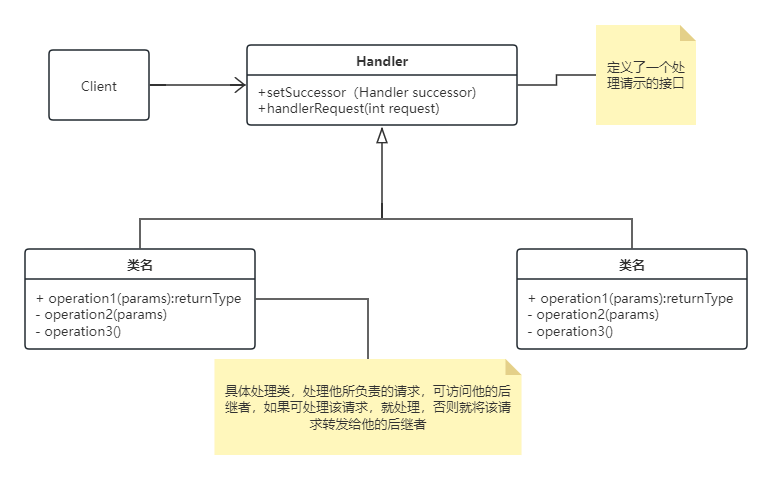 Client
Handler
+setSuccessor（Handler successor)
+handlerRequest(int request)
定义了一个处
理请示的接口
类名
+ operation1(params):returnType
- operation2(params)
- operation3()
类名
+ operation1(params):returnType
- operation2(params)
- operation3()
具体处理类，处理他所负责的请求，可访问他的后
继者，如果可处理该请求，就处理，否则就将该请
求转发给他的后继者